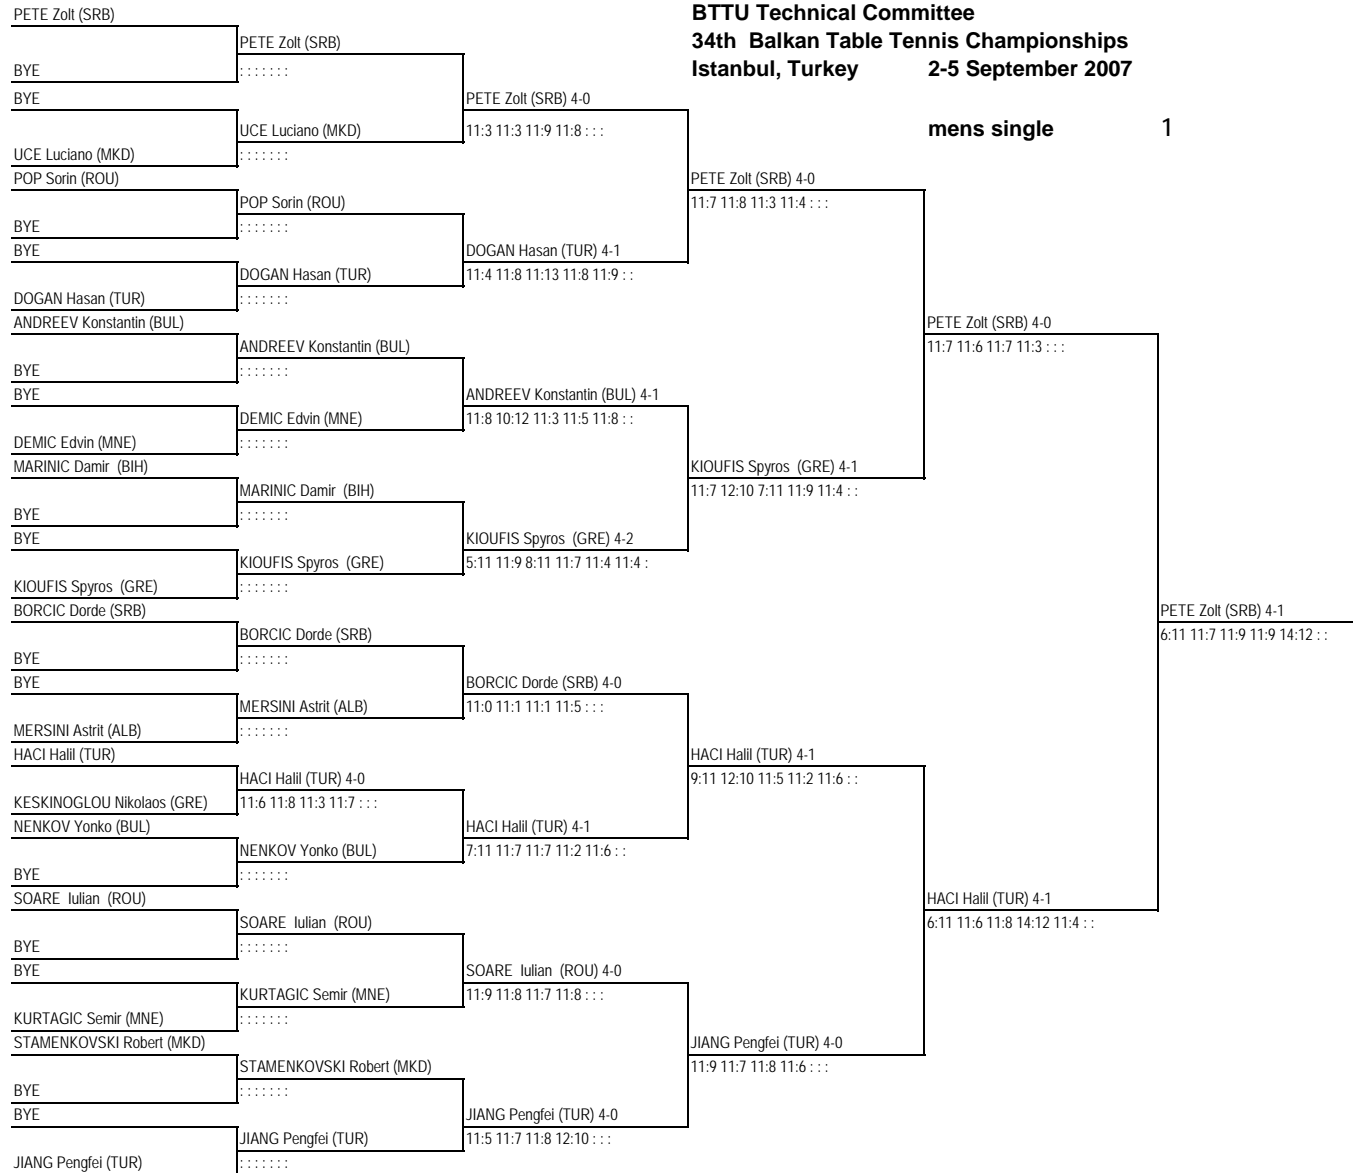 BTTU Technical Committee
34th Balkan Table Tennis Championships
Istanbul, Turkey 2-5 September 2007
mens single 1
PETE Zolt (SRB)
BYE
BYE
UCE Luciano (MKD)
POP Sorin (ROU)
BYE
BYE
DOGAN Hasan (TUR)
ANDREEV Konstantin (BUL)
BYE
BYE
DEMIC Edvin (MNE)
MARINIC Damir (BIH)
BYE
BYE
KIOUFIS Spyros (GRE)
BORCIC Dorde (SRB)
BYE
BYE
MERSINI Astrit (ALB)
HACI Halil (TUR)
KESKINOGLOU Nikolaos (GRE)
NENKOV Yonko (BUL)
BYE
SOARE Iulian (ROU)
BYE
BYE
KURTAGIC Semir (MNE)
STAMENKOVSKI Robert (MKD)
BYE
BYE
JIANG Pengfei (TUR)
PETE Zolt (SRB)
: : : : : : :
UCE Luciano (MKD)
: : : : : : :
POP Sorin (ROU)
: : : : : : :
DOGAN Hasan (TUR)
: : : : : : :
ANDREEV Konstantin (BUL)
: : : : : : :
DEMIC Edvin (MNE)
: : : : : : :
MARINIC Damir (BIH)
: : : : : : :
KIOUFIS Spyros (GRE)
: : : : : : :
BORCIC Dorde (SRB)
: : : : : : :
MERSINI Astrit (ALB)
: : : : : : :
HACI Halil (TUR) 4-0
11:6 11:8 11:3 11:7 : : :
NENKOV Yonko (BUL)
: : : : : : :
SOARE Iulian (ROU)
: : : : : : :
KURTAGIC Semir (MNE)
: : : : : : :
STAMENKOVSKI Robert (MKD)
: : : : : : :
JIANG Pengfei (TUR)
: : : : : : :
PETE Zolt (SRB) 4-0
11:3 11:3 11:9 11:8 : : :
DOGAN Hasan (TUR) 4-1
11:4 11:8 11:13 11:8 11:9 : :
ANDREEV Konstantin (BUL) 4-1
11:8 10:12 11:3 11:5 11:8 : :
KIOUFIS Spyros (GRE) 4-2
5:11 11:9 8:11 11:7 11:4 11:4 :
BORCIC Dorde (SRB) 4-0
11:0 11:1 11:1 11:5 : : :
HACI Halil (TUR) 4-1
7:11 11:7 11:7 11:2 11:6 : :
SOARE Iulian (ROU) 4-0
11:9 11:8 11:7 11:8 : : :
JIANG Pengfei (TUR) 4-0
11:5 11:7 11:8 12:10 : : :
PETE Zolt (SRB) 4-0
11:7 11:8 11:3 11:4 : : :
KIOUFIS Spyros (GRE) 4-1
11:7 12:10 7:11 11:9 11:4 : :
HACI Halil (TUR) 4-1
9:11 12:10 11:5 11:2 11:6 : :
JIANG Pengfei (TUR) 4-0
11:9 11:7 11:8 11:6 : : :
PETE Zolt (SRB) 4-0
11:7 11:6 11:7 11:3 : : :
HACI Halil (TUR) 4-1
6:11 11:6 11:8 14:12 11:4 : :
PETE Zolt (SRB) 4-1
6:11 11:7 11:9 11:9 14:12 : :